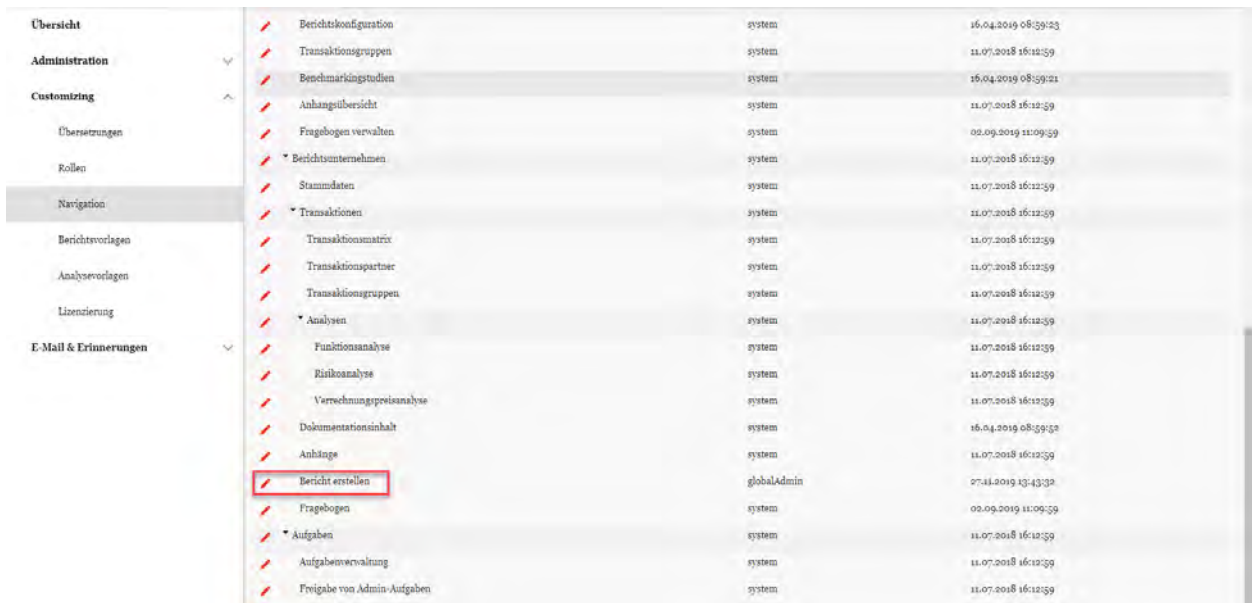 Übersicht
Administration
Customizing
Übersetzungen
Rollen
Navigation
Berichtsvorlagen
Analysevorlagen
Lizenzierung
E-Mail & Erinnerungen
Berichtskonfiguration system 16.04.2019 08:59:23
Transaktionsgruppen system 11.07.2018 16:12:59
Benchmarkingstudien system 16.04.2019 08:59:21
Anhangsübersicht system 11.07.2018 16:12:59
Fragebogen verwalten system 02.09.2019 11:09:59
Berichtsunternehmen system 11.07.2018 16:12:59
Stammdaten system 11.07.2018 16:12:59
Transaktionen system 11.07.2018 16:12:59
Transaktionsmatrix system 11.07.2018 16:12:59
Transaktionspartner system 11.07.2018 16:12:59
Transaktionsgruppen system 11.07.2018 16:12:59
Analysen system 11.07.2018 16:12:59
Funktionsanalyse system 11.07.2018 16:12:59
Risikoanalyse system 11.07.2018 16:12:59
Verrechnungspreisanalyse system 11.07.2018 16:12:59
Dokumentationsinhalt system 16.04.2019 08:59:52
Anhänge system 11.07.2018 16:12:59
Bericht erstellen globalAdmin 27.11.2019 13:43:32
Fragebogen system 02.09.2019 11:09:59
Aufgaben system 11.07.2018 16:12:59
Aufgabenverwaltung system 11.07.2018 16:12:59
Freigabe von Admin-Aufgaben system 11.07.2018 16:12:59